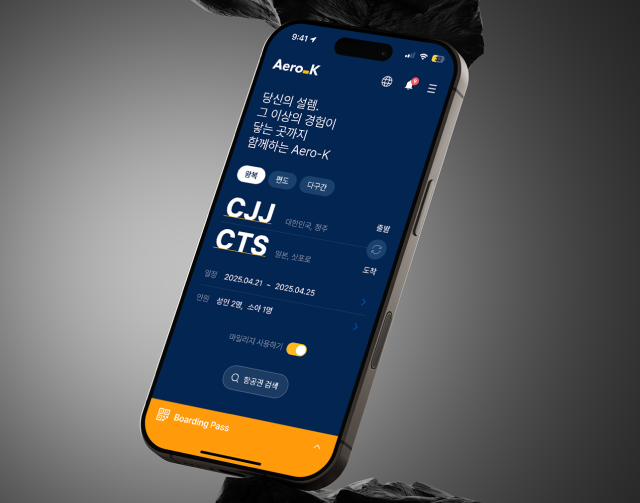 9:41
Aero_K
당신의 설렘.
그 이상의 경험이
닿는 곳까지
함께하는 Aero-K
왕복 편도 다구간
CJJ 대한민국, 청주 출발
CTS 일본, 삿포로 도착
일정 2025.04.21 ~ 2025.04.25
인원 성인 2명, 소아 1명
마일리지 사용하기
항공권 검색
Boarding Pass